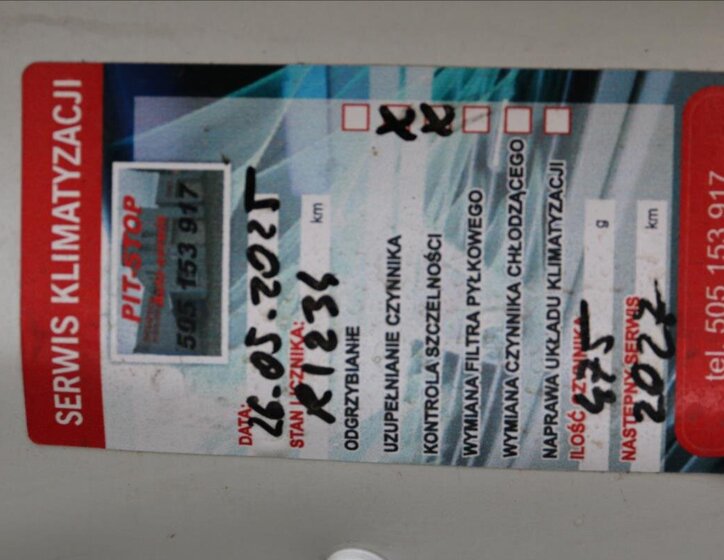 SERWIS KLIMATYZACJI
PIT-STOP
505 153 917
DATA: 26.05.2025
STAN LICZNIKA: R1234 km
ODGRZYBIANIE
UZUPEŁNIANIE CZYNNIKA X
KONTROLA SZCZELNOŚCI X
WYMIANA FILTRA PYŁKOWEGO
WYMIANA CZYNNIKA CHŁODZĄCEGO
NAPRAWA UKŁADU KLIMATYZACJI
ILOŚĆ CZYNNIKA 475 g
NASTĘPNY SERWIS 2027 km
tel. 505 153 917